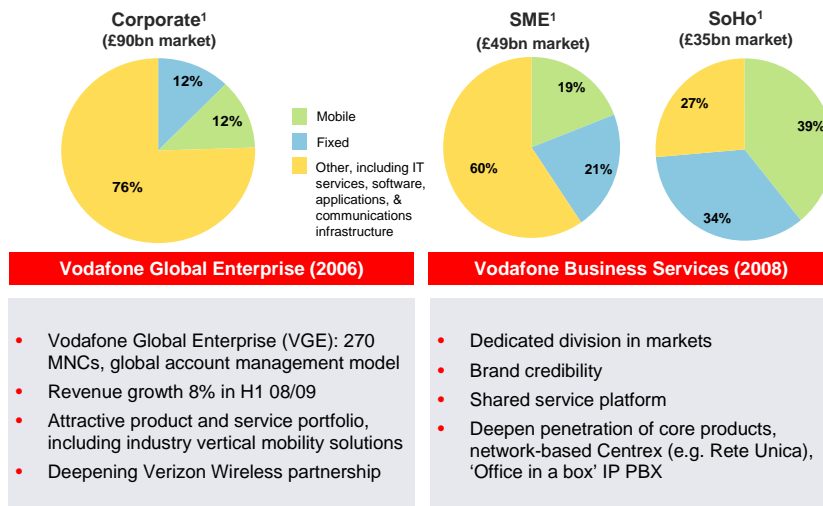 Corporate¹
(£90bn market)
12%
12%
76%
Mobile
Fixed
Other, including IT
services, software,
applications, &
communications
infrastructure
SME¹
(£49bn market)
19%
21%
60%
SoHo¹
(£35bn market)
27%
39%
34%
Vodafone Global Enterprise (2006)
Vodafone Business Services (2008)
• Vodafone Global Enterprise (VGE): 270
MNCs, global account management model
• Revenue growth 8% in H1 08/09
• Attractive product and service portfolio,
including industry vertical mobility solutions
• Deepening Verizon Wireless partnership
• Dedicated division in markets
• Brand credibility
• Shared service platform
• Deepen penetration of core products,
network-based Centrex (e.g. Rete Unica),
‘Office in a box’ IP PBX